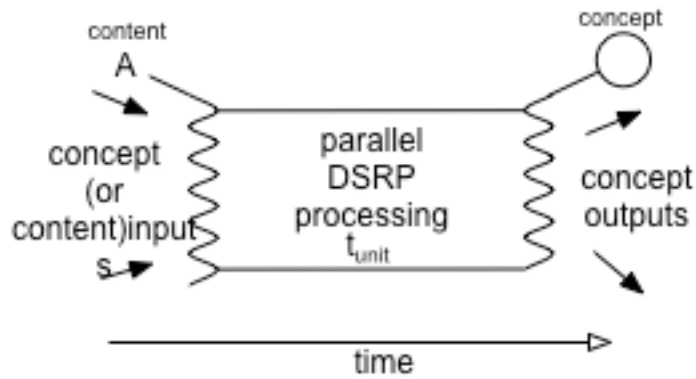 content
A
concept
(or
content)input
s
parallel
DSRP
processing
tunit
concept
concept
outputs
time